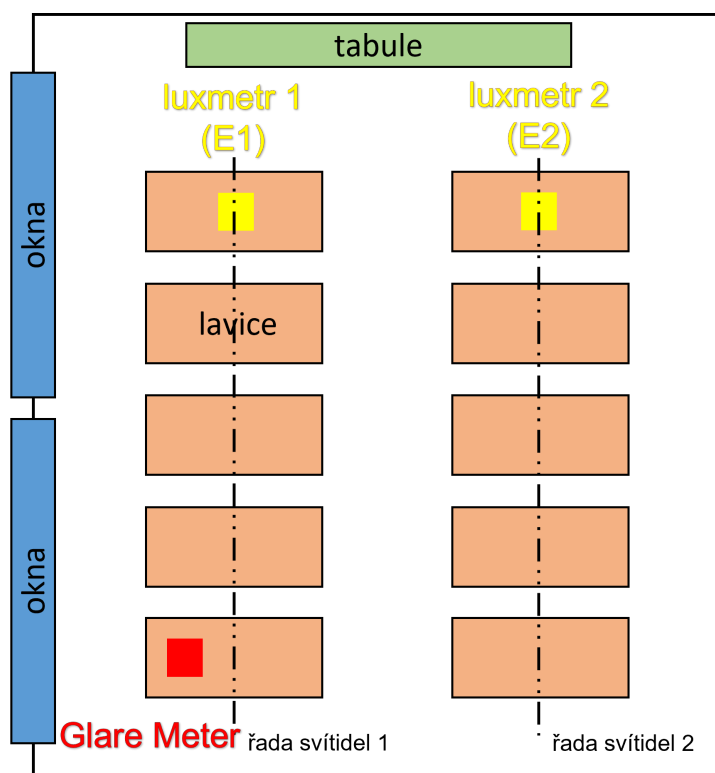 tabule
luxmetr 1
(E1)
luxmetr 2
(E2)
okna
lavice
okna
Glare Meter
řada svítidel 1
řada svítidel 2